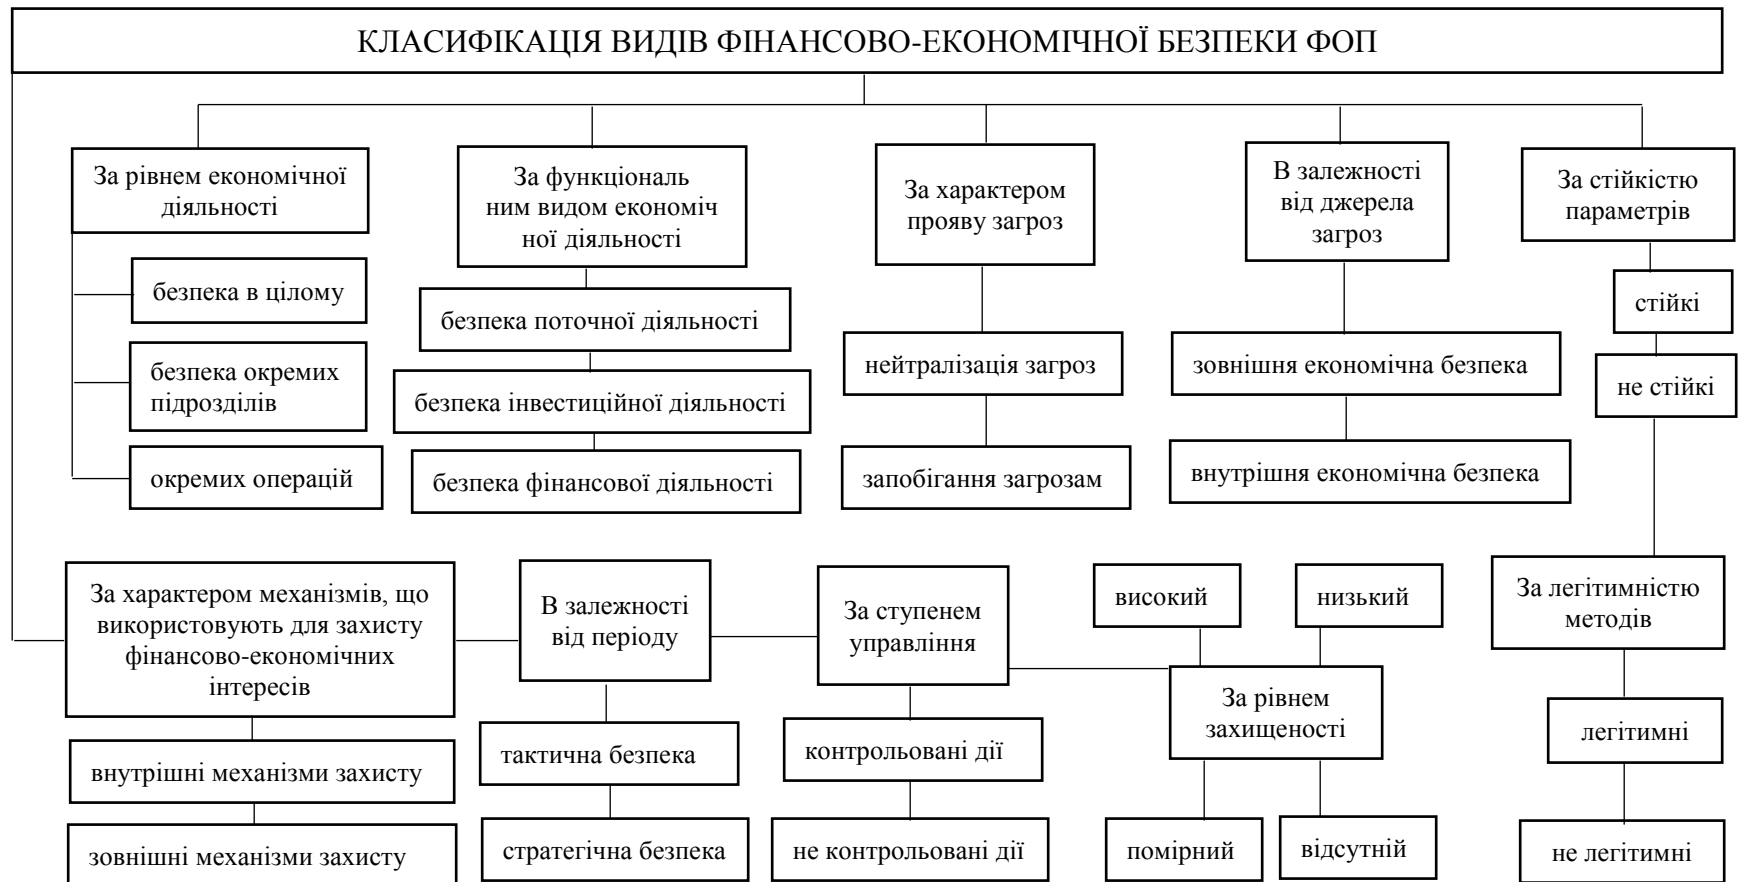 КЛАСИФІКАЦІЯ ВИДІВ ФІНАНСОВО-ЕКОНОМІЧНОЇ БЕЗПЕКИ ФОП
За рівнем економічної
діяльності
безпека в цілому
безпека окремих
підрозділів
окремих операцій
За функціональ
ним видом економіч
ної діяльності
безпека поточної діяльності
безпека інвестиційної діяльності
безпека фінансової діяльності
За характером
прояву загроз
нейтралізація загроз
запобігання загрозам
В залежності
від джерела
загроз
зовнішня економічна безпека
внутрішня економічна безпека
За стійкістю
параметрів
стійкі
не стійкі
За характером механізмів, що
використовують для захисту
фінансово-економічних
інтересів
внутрішні механізми захисту
зовнішні механізми захисту
В залежності
від періоду
тактична безпека
стратегічна безпека
За ступенем
управління
контрольовані дії
не контрольовані дії
високий
низький
За рівнем
захищеності
помірний
відсутній
За легітимністю
методів
легітимні
не легітимні